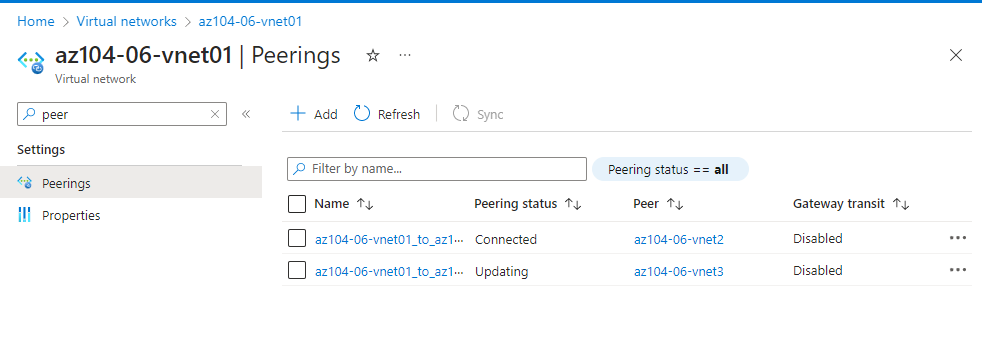 Home > Virtual networks > az104-06-vnet01
az104-06-vnet01 | Peerings ☆ ···
Virtual network
peer
+ Add Refresh Sync
Settings
Peerings
Properties
Filter by name...
Peering status == all
Name ↑↓ Peering status ↑↓ Peer ↑↓ Gateway transit ↑↓
az104-06-vnet01_to_az1··· Connected az104-06-vnet2 Disabled ···
az104-06-vnet01_to_az1··· Updating az104-06-vnet3 Disabled ···